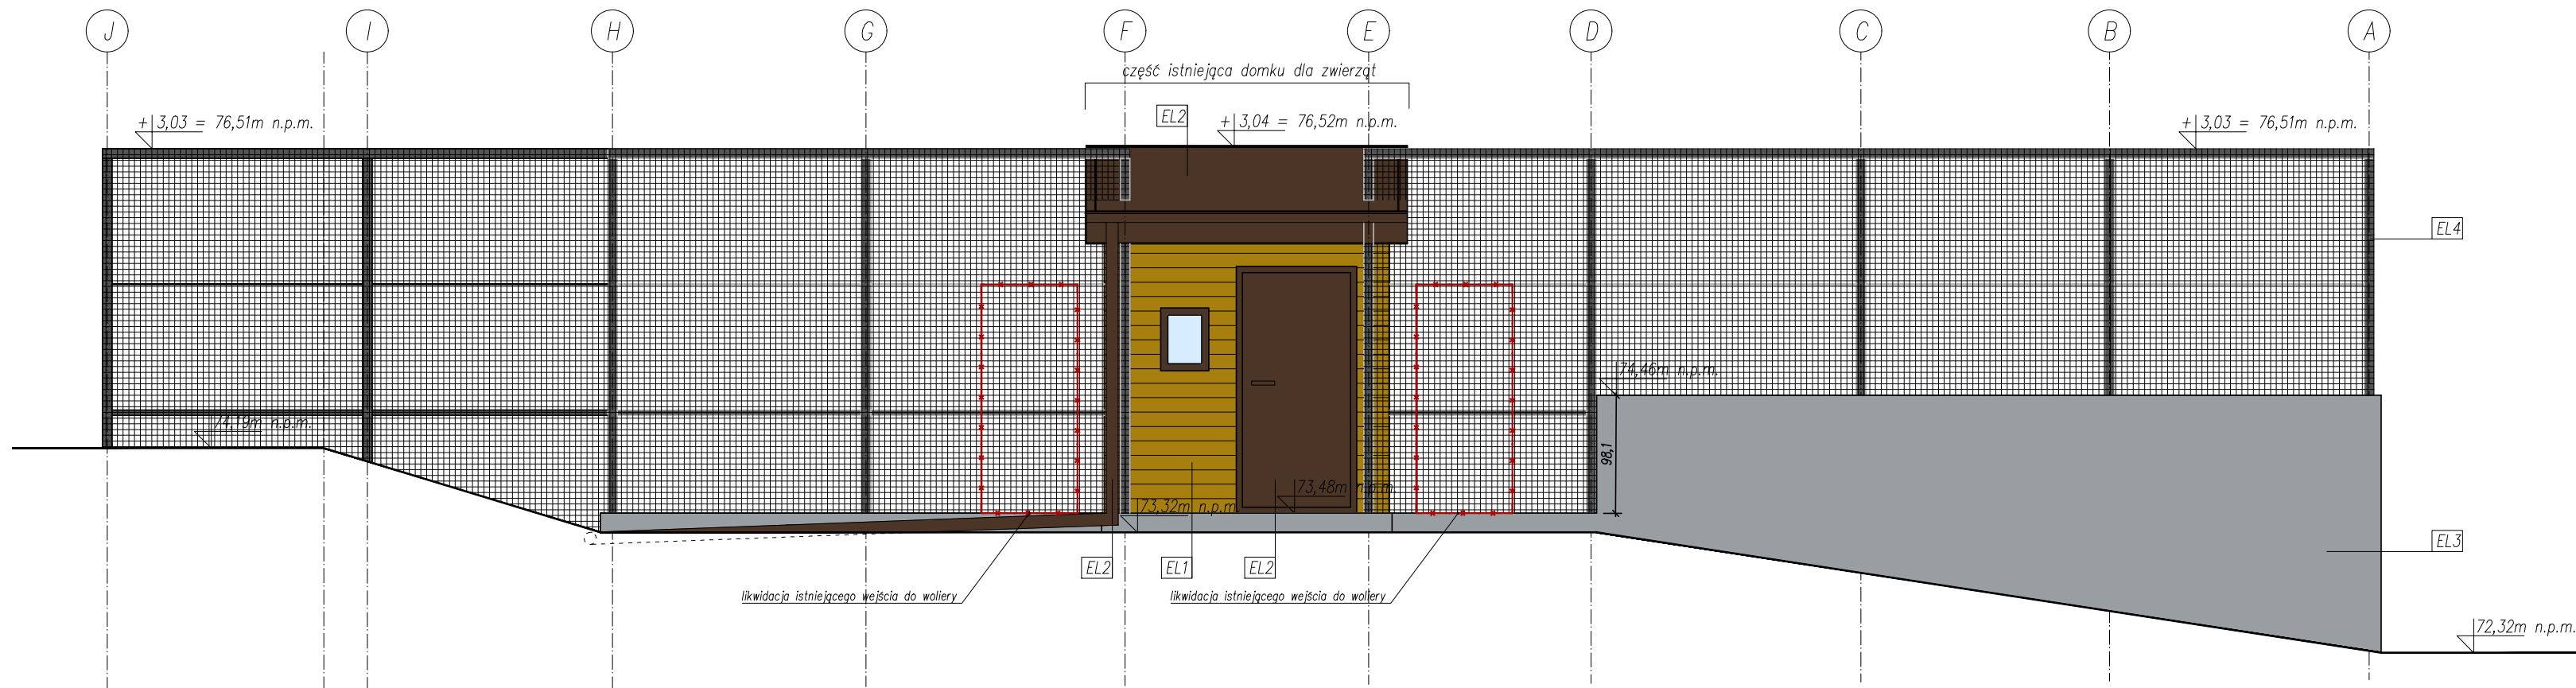 J I H G F E D C B A
część istniejąca domku dla zwierząt
EL2
+ 3,03 = 76,51m n.p.m.
+ 3,04 = 76,52m n.p.m.
+ 3,03 = 76,51m n.p.m.
EL4
74,46m n.p.m.
74,19m n.p.m.
98,1
73,48m n.p.m.
73,32m n.p.m.
EL3
EL2
EL1
EL2
likwidacja istniejącego wejścia do woliery
likwidacja istniejącego wejścia do woliery
72,32m n.p.m.